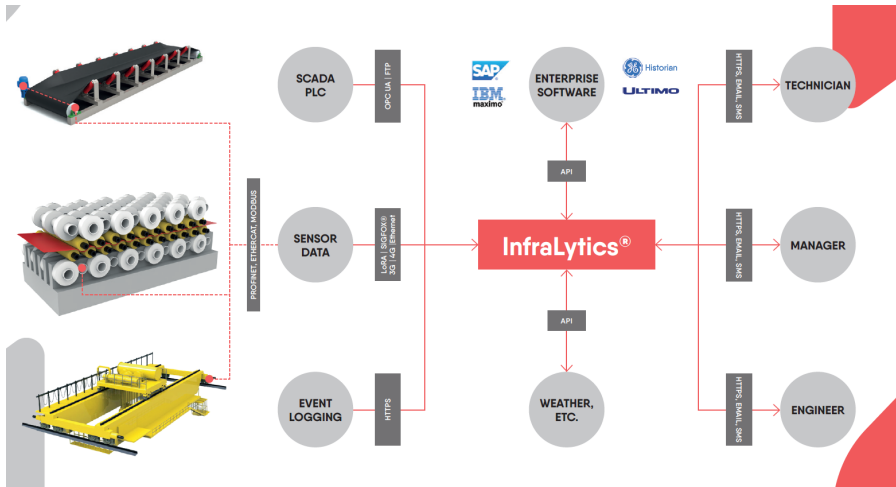 SCADA
PLC
OPC UA | FTP
SAP
IBM
maximo
ENTERPRISE
SOFTWARE
Historian
ULTIMO
HTTPS, EMAIL, SMS
TECHNICIAN
API
PROFINET, ETHERCAT, MODBUS
SENSOR
DATA
LoRA | SIGFOX®
3G | 4G |Ethernet
InfraLytics®
HTTPS, EMAIL, SMS
MANAGER
API
EVENT
LOGGING
HTTPS
WEATHER,
ETC.
HTTPS, EMAIL, SMS
ENGINEER